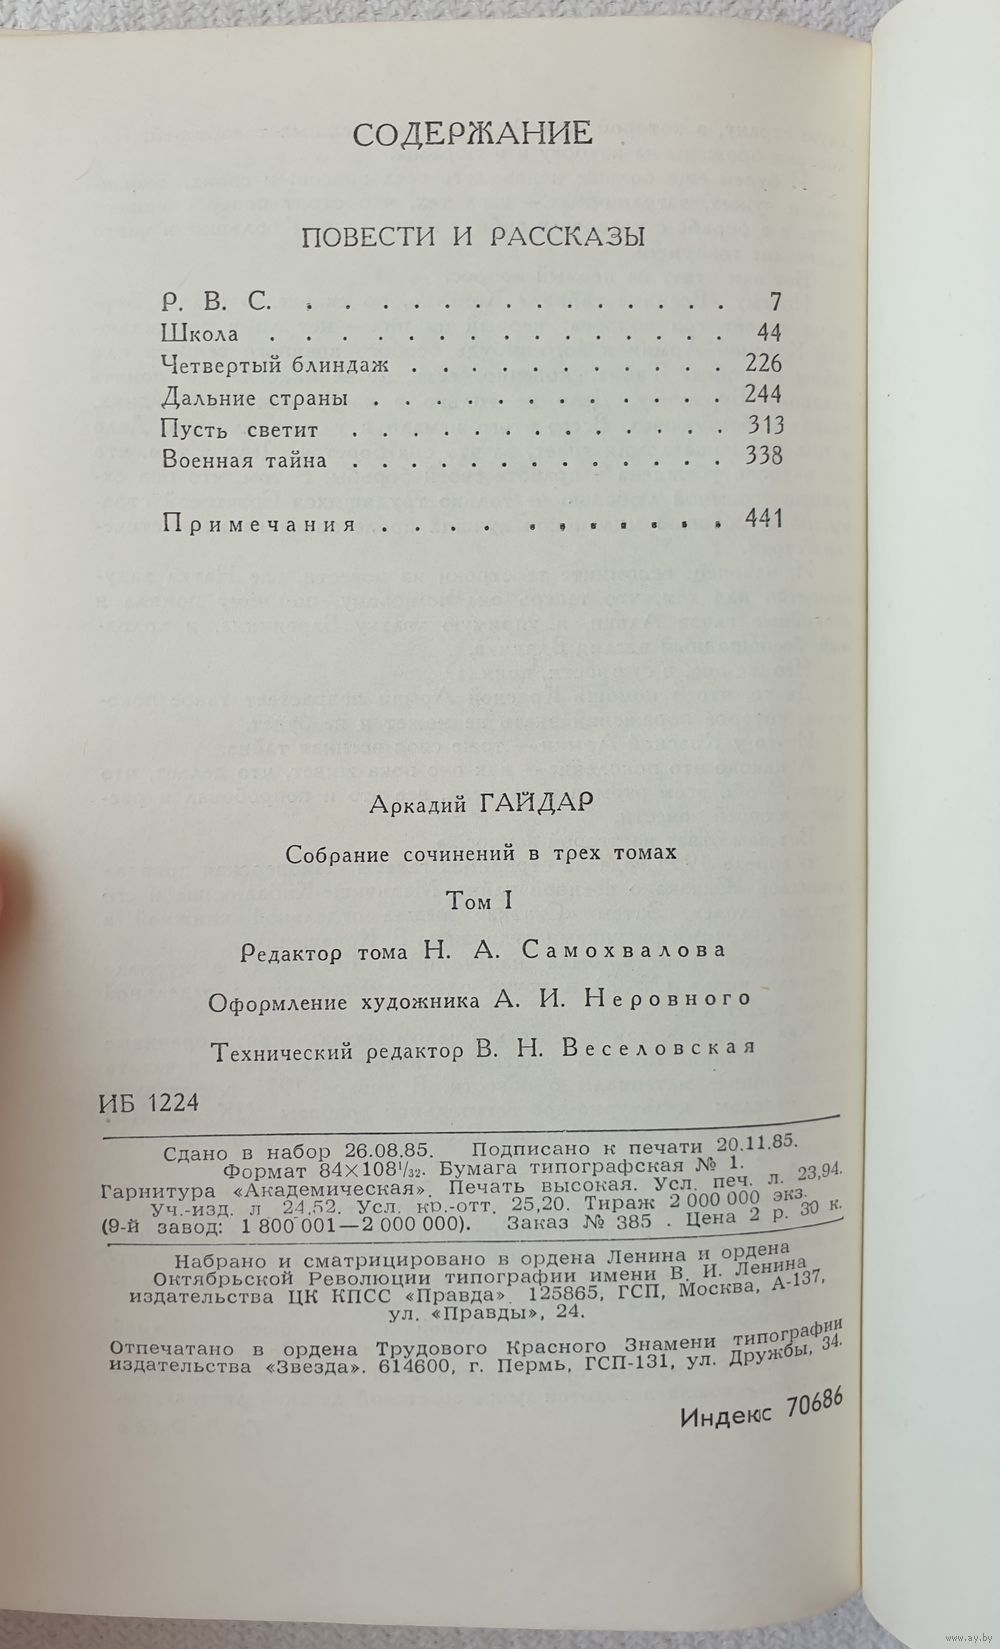 СОДЕРЖАНИЕ
ПОВЕСТИ И РАССКАЗЫ
Р. В. С. . . . . . . . . . . . . . . 7
Школа . . . . . . . . . . . . . . . 44
Четвертый блиндаж . . . . . . . . . . . 226
Дальние страны . . . . . . . . . . . . 244
Пусть светит . . . . . . . . . . . . . 313
Военная тайна . . . . . . . . . . . . . 338
Примечания . . . . . . . . . . . . 441
Аркадий ГАЙДАР
Собрание сочинений в трех томах
Том I
Редактор тома Н. А. Самохвалова
Оформление художника А. И. Неровного
Технический редактор В. Н. Веселовская
ИБ 1224
Сдано в набор 26.08.85. Подписано к печати 20.11.85.
Формат 84×108¹/₃₂. Бумага типографская № 1.
Гарнитура «Академическая». Печать высокая. Усл. печ. л. 23,94.
Уч.-изд. л 24,52. Усл. кр.-отт. 25,20. Тираж 2 000 000 экз.
(9-й завод: 1 800 001—2 000 000). Заказ № 385 . Цена 2 р. 30 к.
Набрано и сматрицировано в ордена Ленина и ордена
Октябрьской Революции типографии имени В. И. Ленина
издательства ЦК КПСС «Правда». 125865, ГСП, Москва, А-137,
ул. «Правды», 24.
Отпечатано в ордена Трудового Красного Знамени типографии
издательства «Звезда». 614600, г. Пермь, ГСП-131, ул. Дружбы, 34.
Индекс 70686
www.ay.by